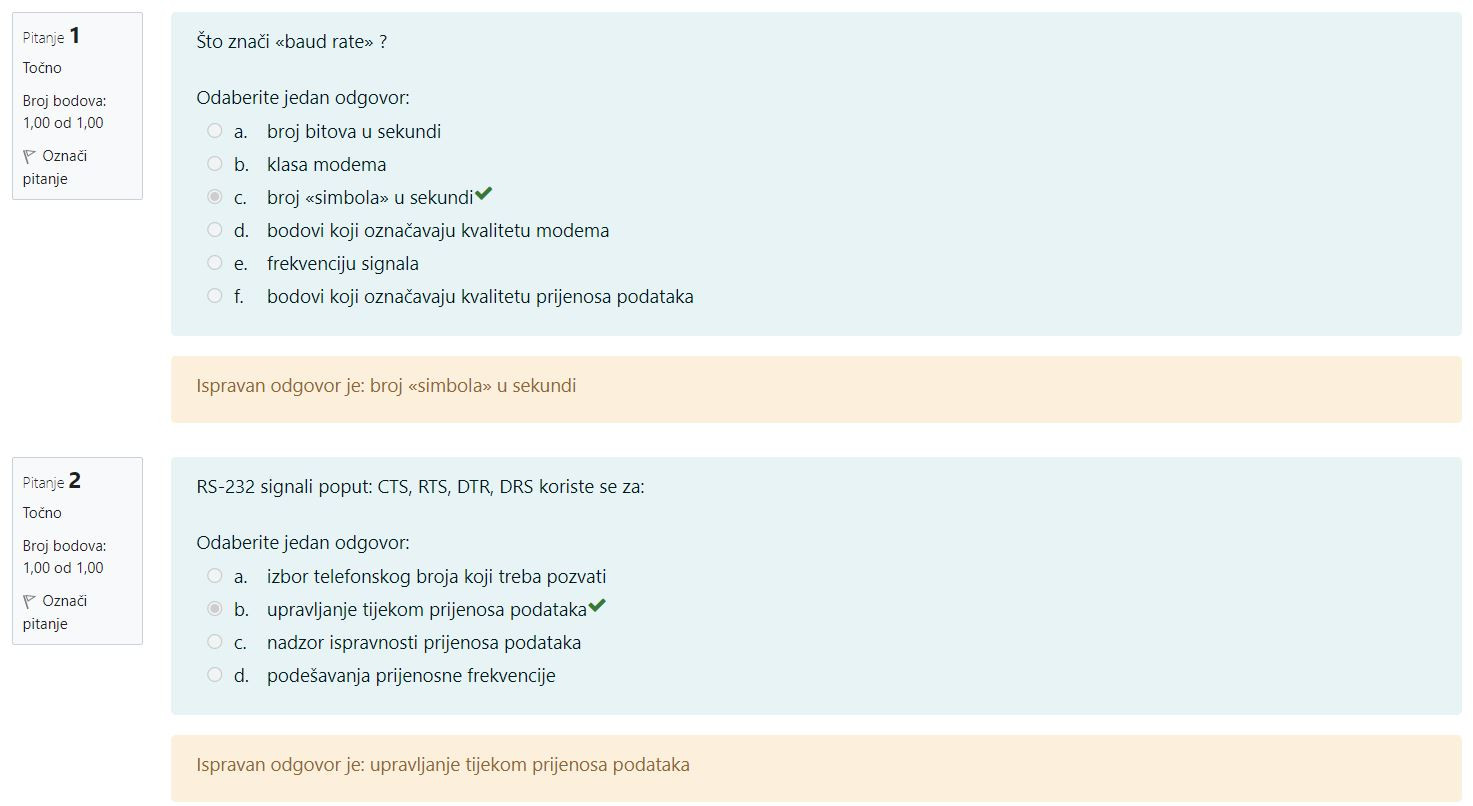 Pitanje 1
Točno
Broj bodova:
1,00 od 1,00
Označi
pitanje
Što znači «baud rate» ?
Odaberite jedan odgovor:
a. broj bitova u sekundi
b. klasa modema
c. broj «simbola» u sekundi
d. bodovi koji označavaju kvalitetu modema
e. frekvenciju signala
f. bodovi koji označavaju kvalitetu prijenosa podataka
Ispravan odgovor je: broj «simbola» u sekundi
Pitanje 2
Točno
Broj bodova:
1,00 od 1,00
Označi
pitanje
RS-232 signali poput: CTS, RTS, DTR, DRS koriste se za:
Odaberite jedan odgovor:
a. izbor telefonskog broja koji treba pozvati
b. upravljanje tijekom prijenosa podataka
c. nadzor ispravnosti prijenosa podataka
d. podešavanja prijenosne frekvencije
Ispravan odgovor je: upravljanje tijekom prijenosa podataka